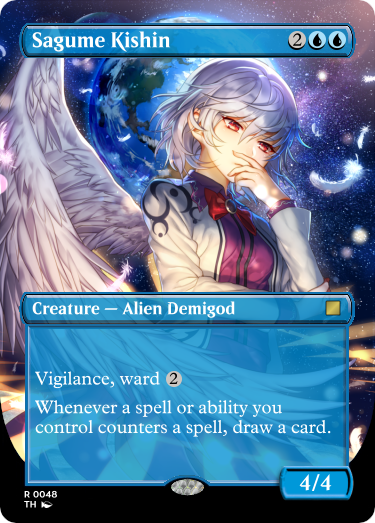 Sagume Kishin 2
Creature — Alien Demigod
Vigilance, ward 2
Whenever a spell or ability you
control counters a spell, draw a card.
4/4
R 0048
TH